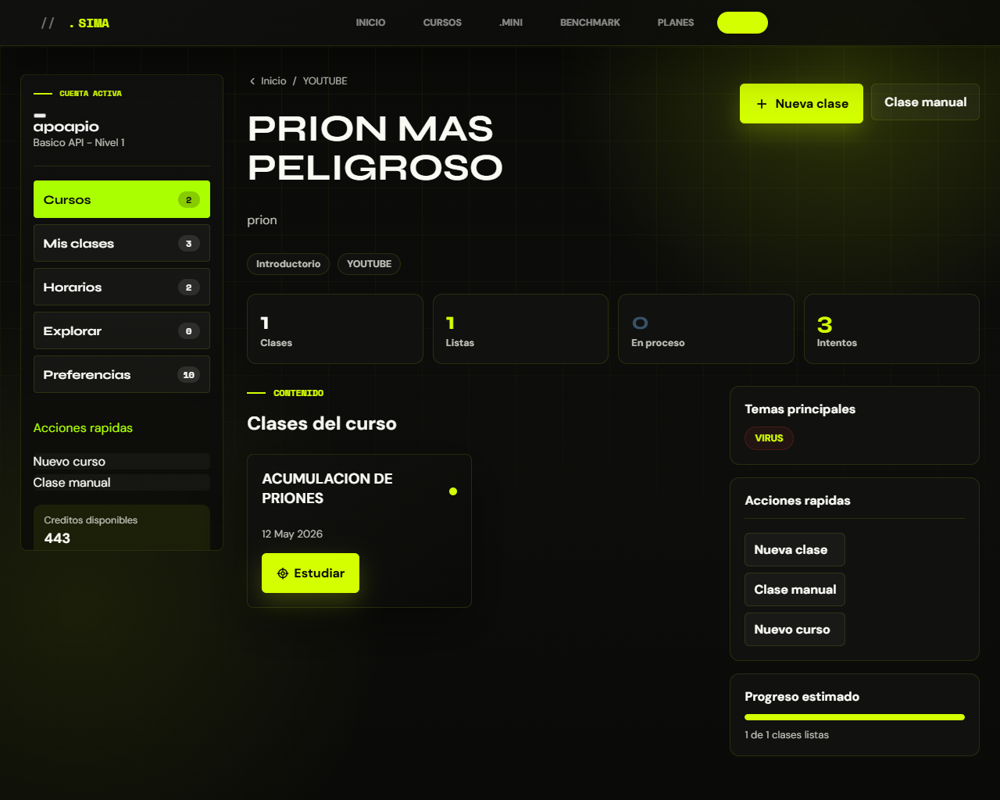 // .SIMA
INICIO CURSOS .MINI BENCHMARK PLANES
CUENTA ACTIVA
apoapio
Basico API - Nivel 1
Cursos 2
Mis clases 3
Horarios 2
Explorar 0
Preferencias 10
Acciones rapidas
Nuevo curso
Clase manual
Creditos disponibles
443
Inicio / YOUTUBE
PRION MAS
PELIGROSO
prion
Introductorio YOUTUBE
Nueva clase
Clase manual
1
Clases
1
Listas
0
En proceso
3
Intentos
CONTENIDO
Clases del curso
ACUMULACION DE
PRIONES
12 May 2026
Estudiar
Temas principales
VIRUS
Acciones rapidas
Nueva clase
Clase manual
Nuevo curso
Progreso estimado
1 de 1 clases listas